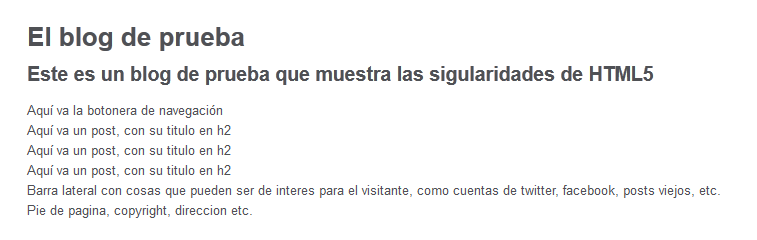 El blog de prueba
Este es un blog de prueba que muestra las sigularidades de HTML5
Aquí va la botonera de navegación
Aquí va un post, con su titulo en h2
Aquí va un post, con su titulo en h2
Aquí va un post, con su titulo en h2
Barra lateral con cosas que pueden ser de interes para el visitante, como cuentas de twitter, facebook, posts viejos, etc.
Pie de pagina, copyright, direccion etc.